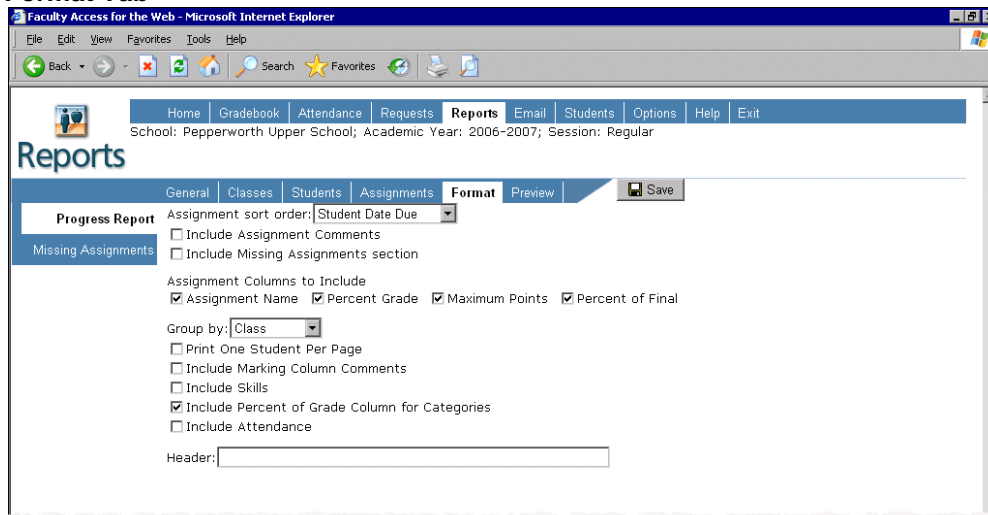 Format Tab
Faculty Access for the Web - Microsoft Internet Explorer
File Edit View Favorites Tools Help
Back Search Favorites
Home Gradebook Attendance Requests Reports Email Students Options Help Exit
School: Pepperworth Upper School; Academic Year: 2006-2007; Session: Regular
Reports
General Classes Students Assignments Format Preview Save
Progress Report
Missing Assignments
Assignment sort order: Student Date Due
Include Assignment Comments
Include Missing Assignments section
Assignment Columns to Include
Assignment Name Percent Grade Maximum Points Percent of Final
Group by: Class
Print One Student Per Page
Include Marking Column Comments
Include Skills
Include Percent of Grade Column for Categories
Include Attendance
Header: